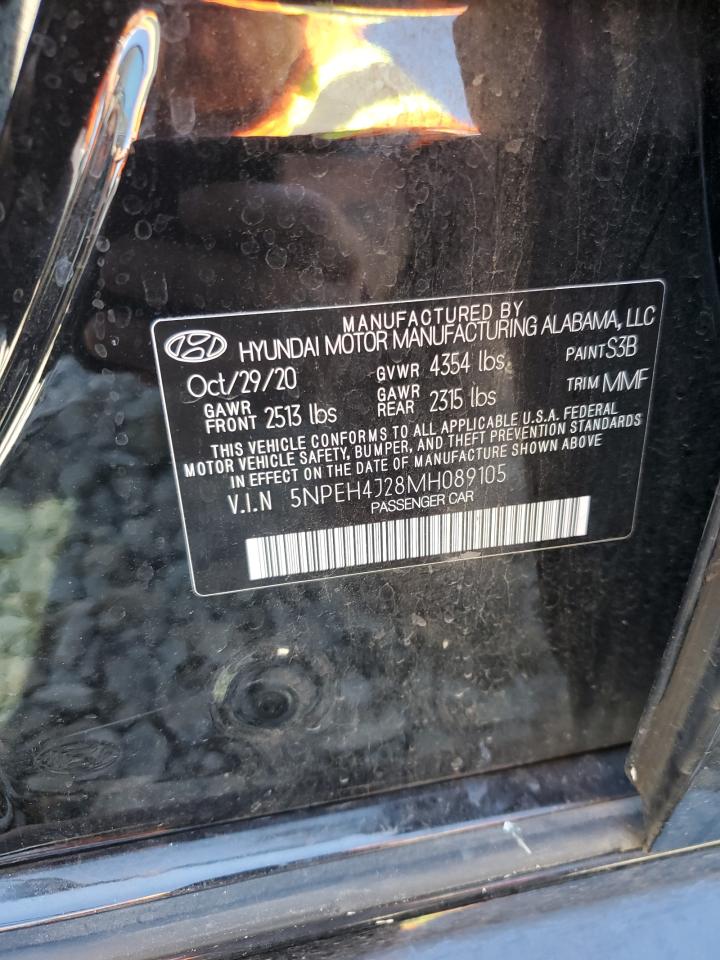 MANUFACTURED BY
HYUNDAI MOTOR MANUFACTURING ALABAMA, LLC
Oct/29/20 GVWR 4354 lbs PAINT S3B
GAWR FRONT 2513 lbs GAWR REAR 2315 lbs TRIM MMF
THIS VEHICLE CONFORMS TO ALL APPLICABLE U.S.A. FEDERAL
MOTOR VEHICLE SAFETY, BUMPER, AND THEFT PREVENTION STANDARDS
IN EFFECT ON THE DATE OF MANUFACTURE SHOWN ABOVE
V.I.N 5NPEH4J28MH089105
PASSENGER CAR